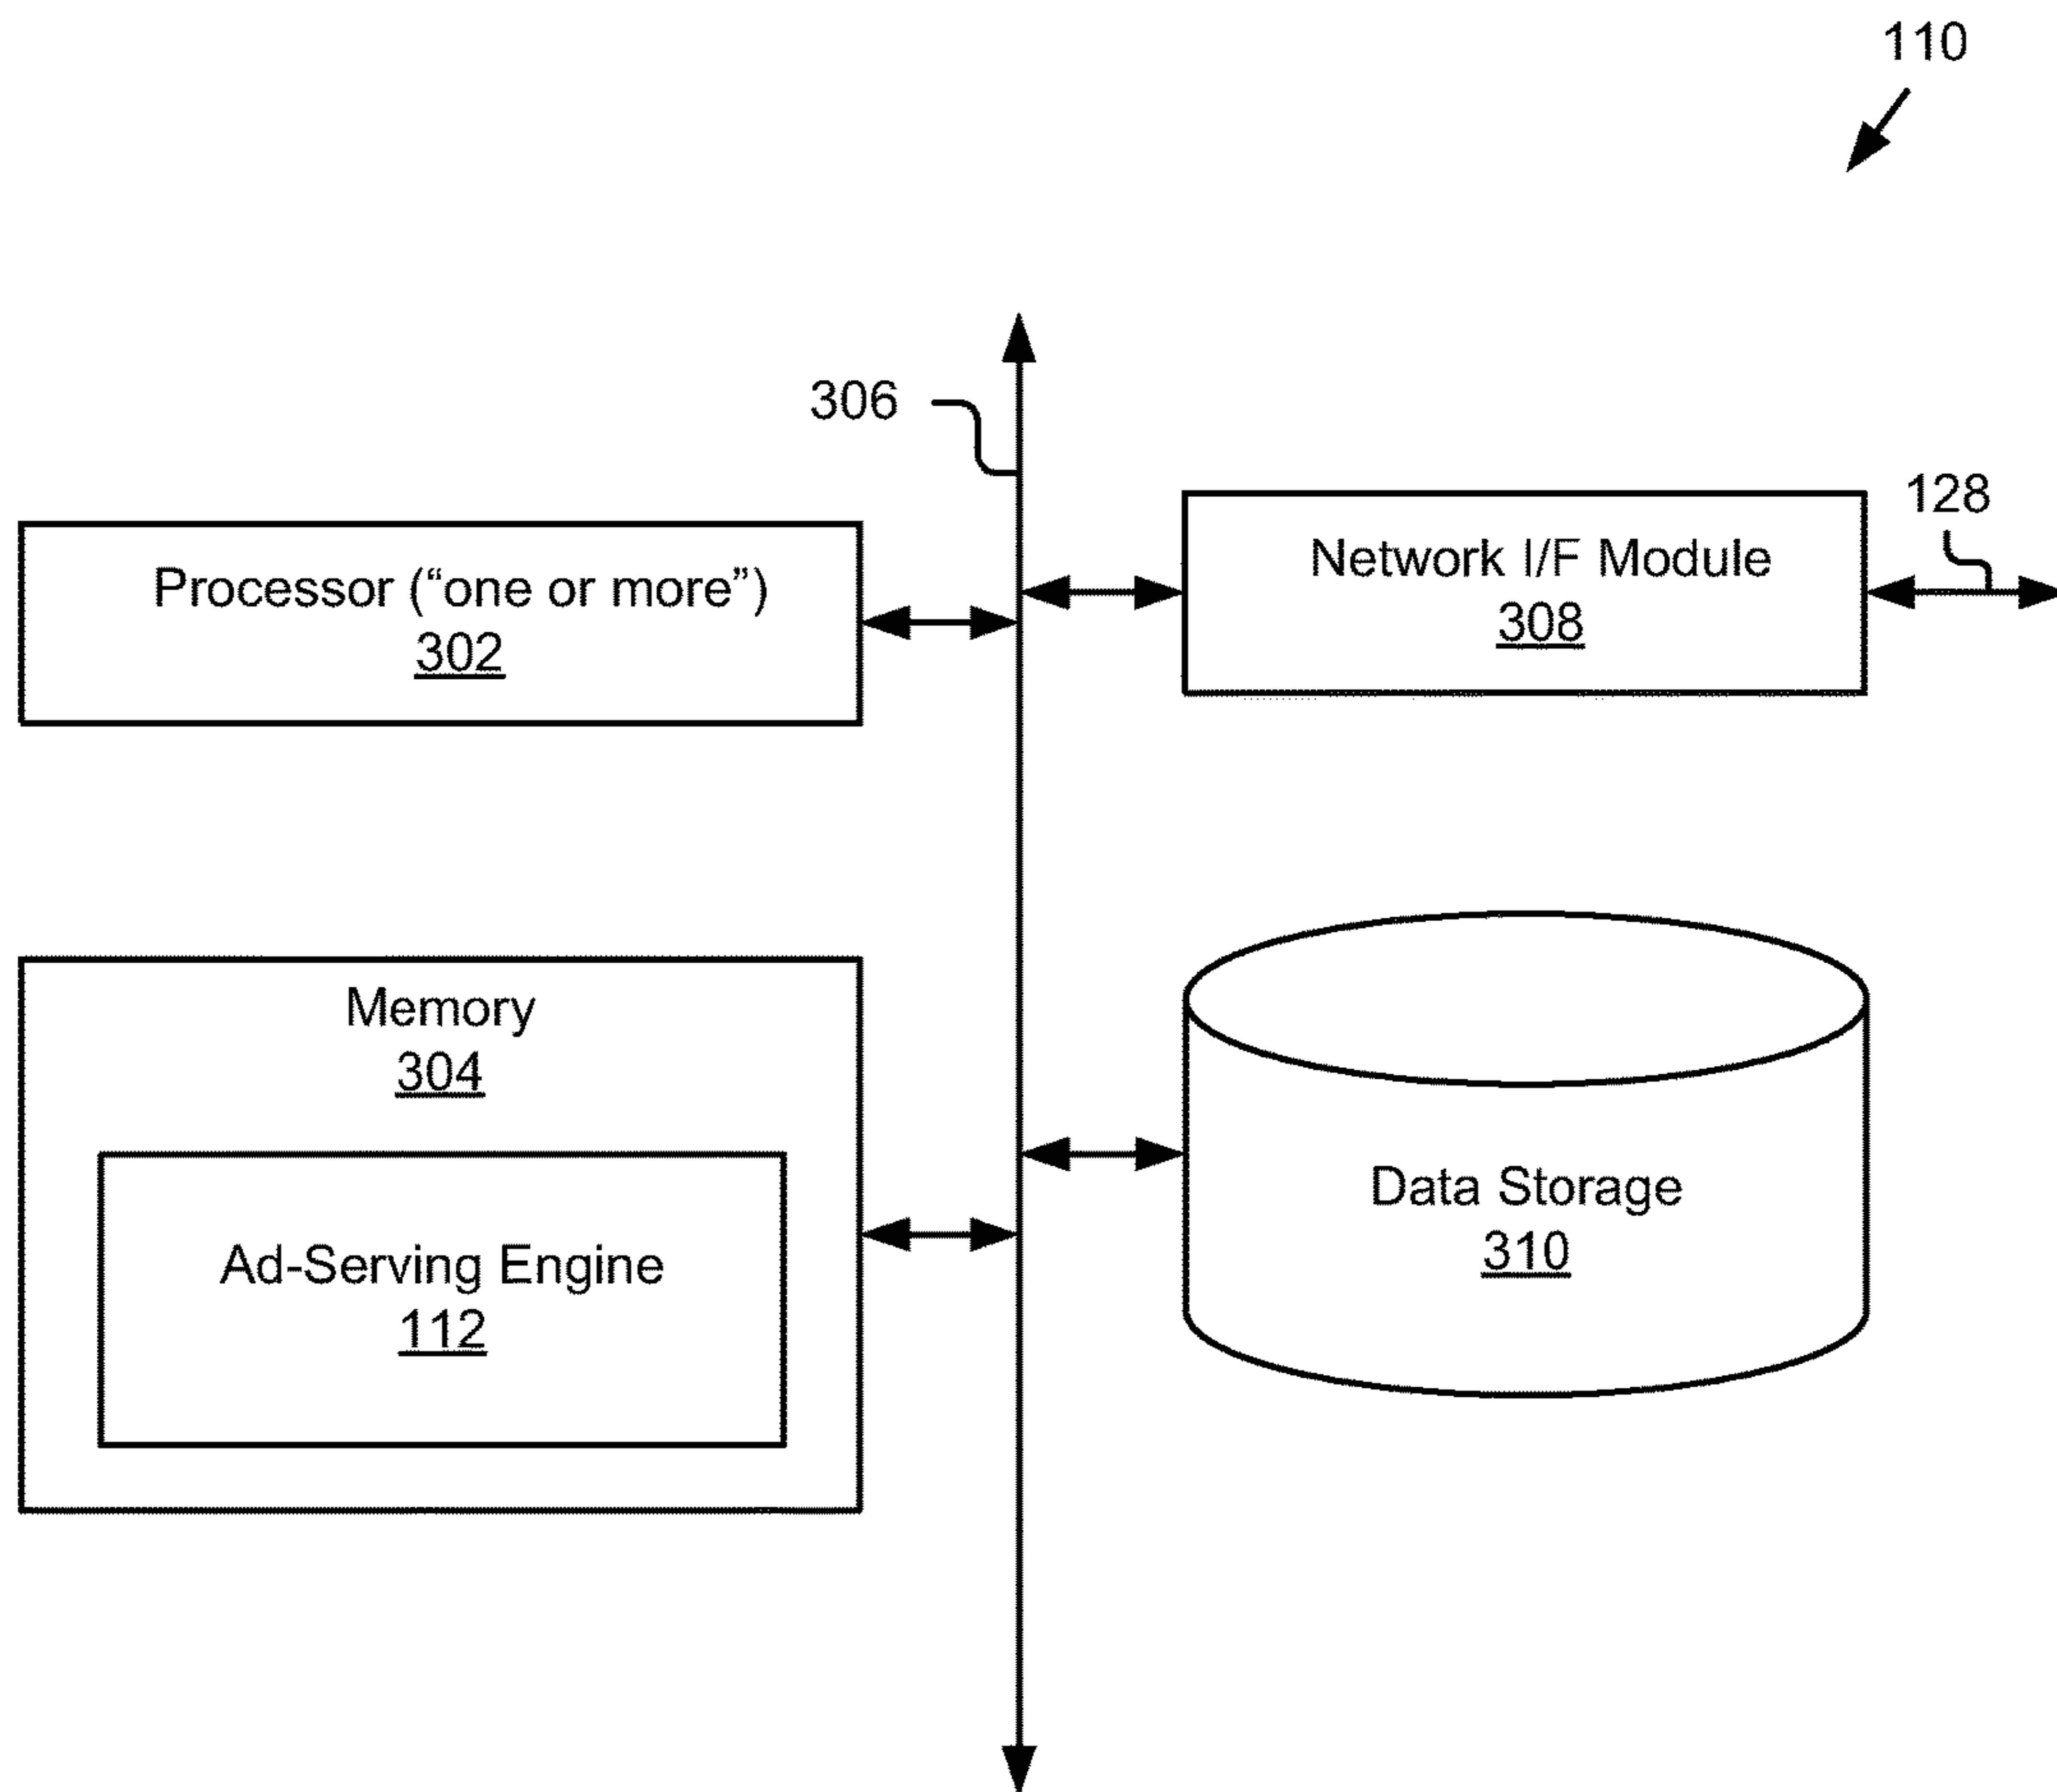 110
306
128
Processor (“one or more”)
302
Network I/F Module
308
Memory
304
Ad-Serving Engine
112
Data Storage
310